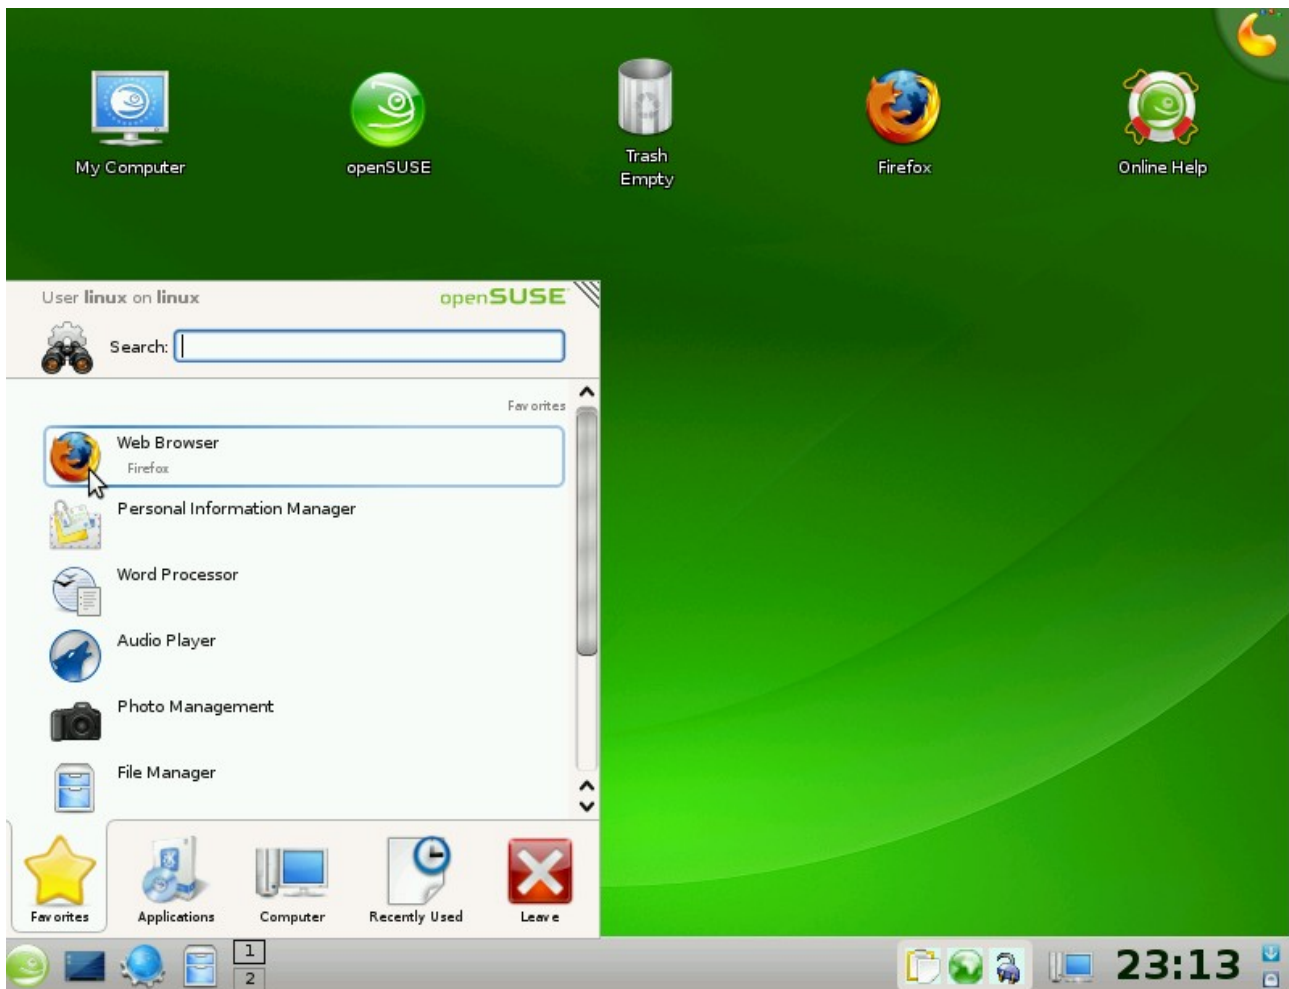 My Computer
openSUSE
Trash
Empty
Firefox
Online Help
User linux on linux
openSUSE
Search:
Favorites
Web Browser
Firefox
Personal Information Manager
Word Processor
Audio Player
Photo Management
File Manager
Favorites
Applications
Computer
Recently Used
Leave
1
2
23:13